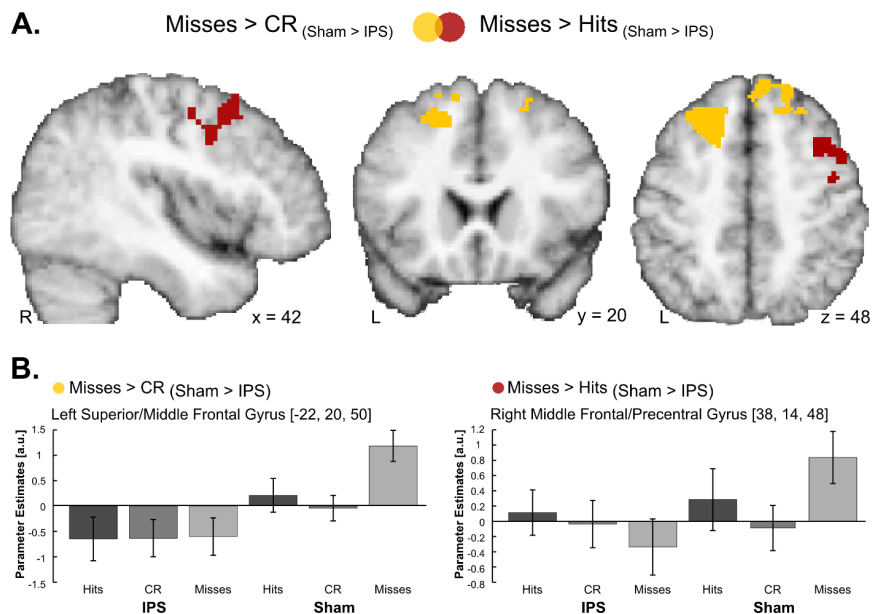 A.
Misses > CR (Sham > IPS) Misses > Hits (Sham > IPS)
R x = 42
L y = 20
L z = 48
B.
Misses > CR (Sham > IPS)
Left Superior/Middle Frontal Gyrus [-22, 20, 50]
Parameter Estimates [a.u.]
1.5
1
0.5
0
-0.5
-1
-1.5
Hits CR Misses Hits CR Misses
IPS Sham
Misses > Hits (Sham > IPS)
Right Middle Frontal/Precentral Gyrus [38, 14, 48]
Parameter Estimates [a.u.]
1.2
1
0.8
0.6
0.4
0.2
0
-0.2
-0.4
-0.6
-0.8
Hits CR Misses Hits CR Misses
IPS Sham